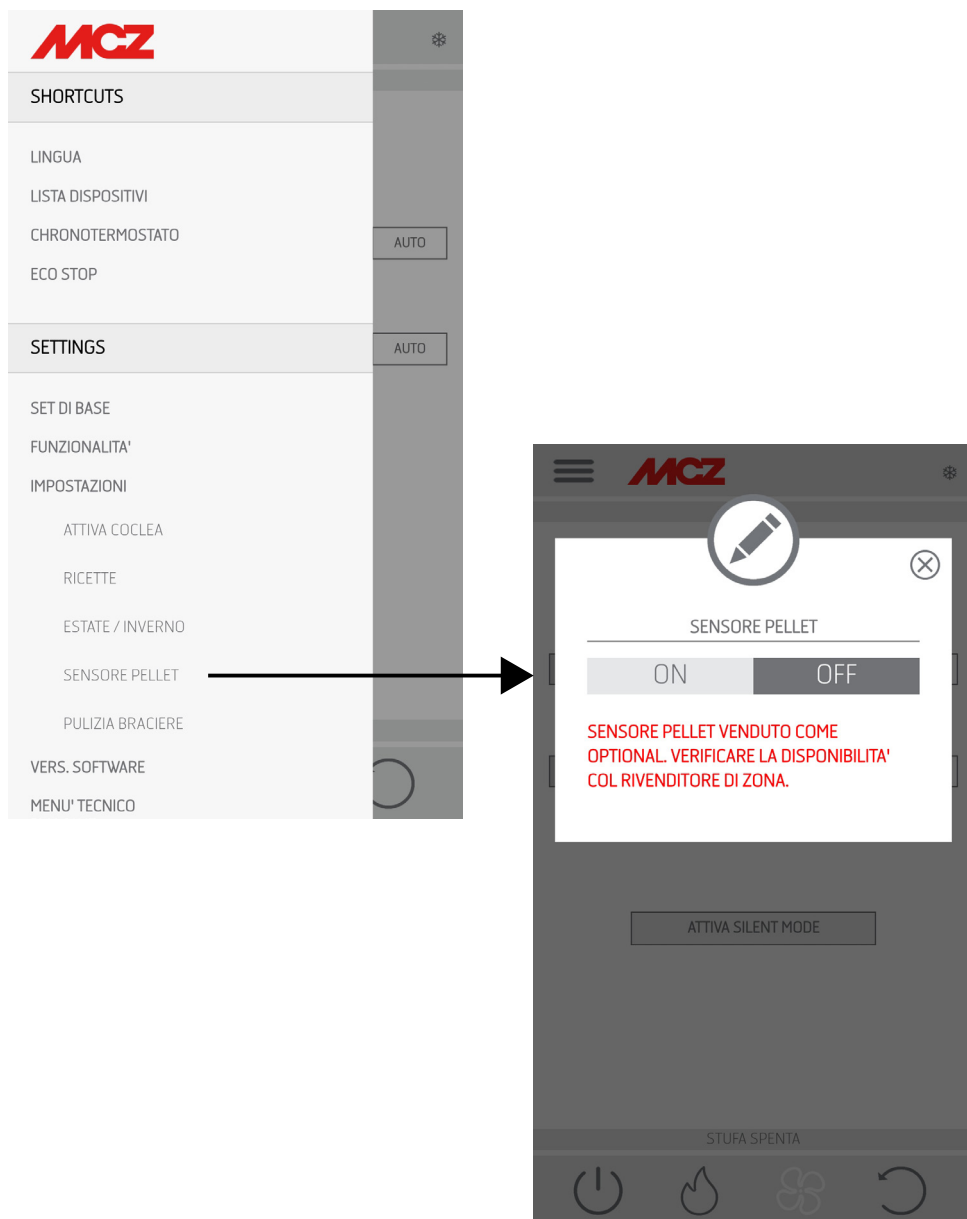 MCZ
SHORTCUTS
LINGUA
LISTA DISPOSITIVI
CHRONOTERMOSTATO
AUTO
ECO STOP
SETTINGS
AUTO
SET DI BASE
FUNZIONALITA'
IMPOSTAZIONI
ATTIVA COCLEA
RICETTE
ESTATE / INVERNO
SENSORE PELLET
PULIZIA BRACIERE
VERS. SOFTWARE
MENU' TECNICO
MCZ
SENSORE PELLET
ON OFF
SENSORE PELLET VENDUTO COME
OPTIONAL. VERIFICARE LA DISPONIBILITA'
COL RIVENDITORE DI ZONA.
ATTIVA SILENT MODE
STUFA SPENTA